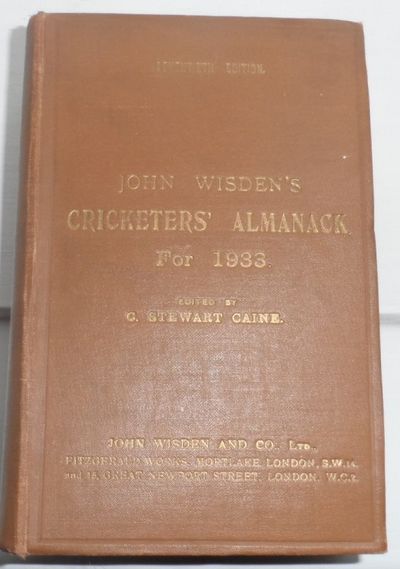 SEVENTIETH EDITION.
JOHN WISDEN'S
CRICKETERS' ALMANACK
For 1933.
EDITED BY
C. STEWART CAINE.
JOHN WISDEN AND CO., LTD.,
FITZGERALD WORKS, MORTLAKE, LONDON, S.W.14.
and 15, GREAT NEWPORT STREET, LONDON, W.C.2.